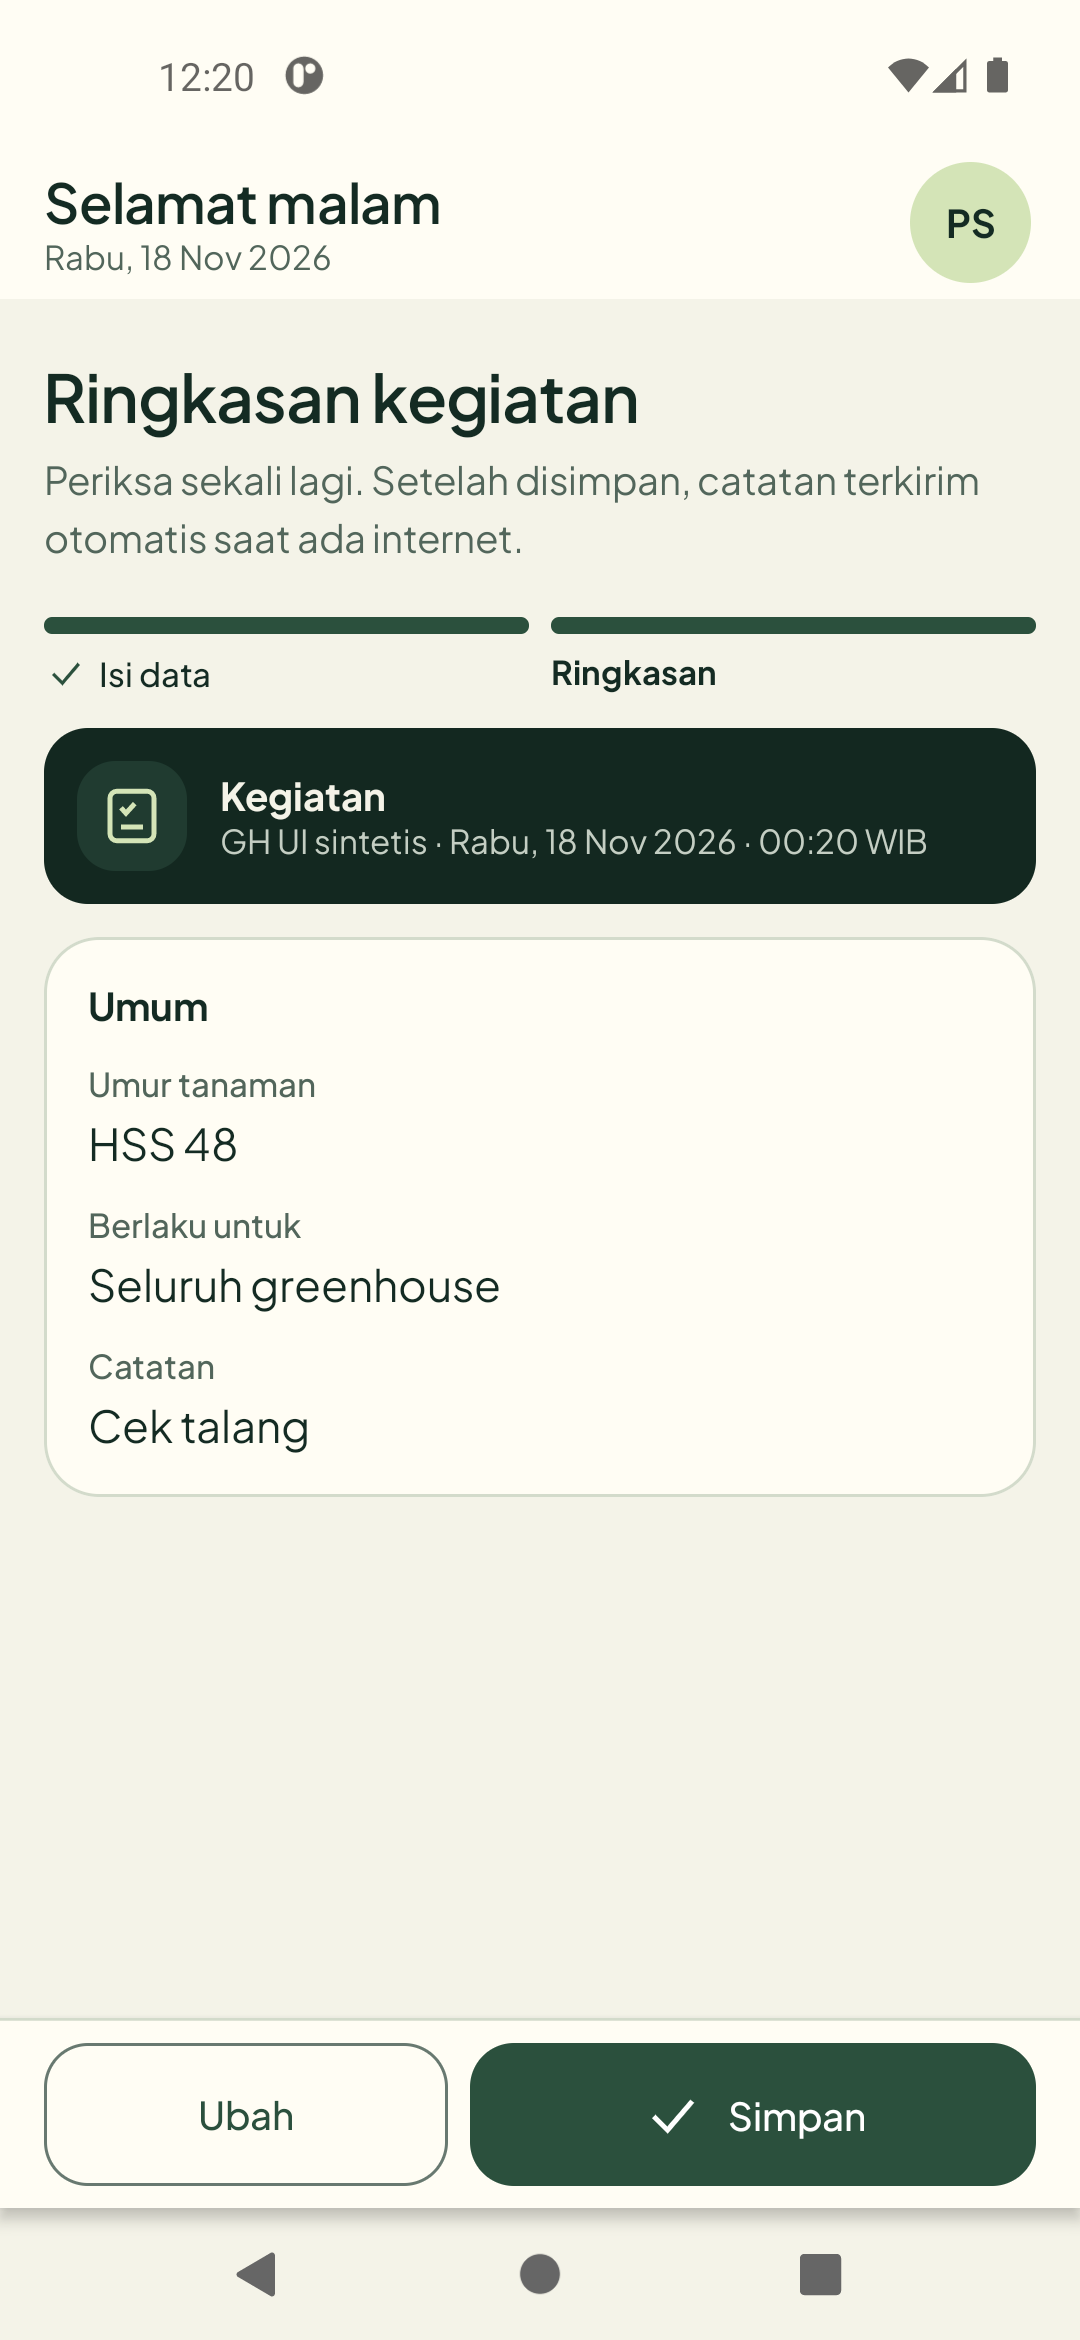 12:20
Selamat malam
Rabu, 18 Nov 2026
PS
Ringkasan kegiatan
Periksa sekali lagi. Setelah disimpan, catatan terkirim
otomatis saat ada internet.
Isi data
Ringkasan
Kegiatan
GH UI sintetis · Rabu, 18 Nov 2026 · 00:20 WIB
Umum
Umur tanaman
HSS 48
Berlaku untuk
Seluruh greenhouse
Catatan
Cek talang
Ubah
Simpan